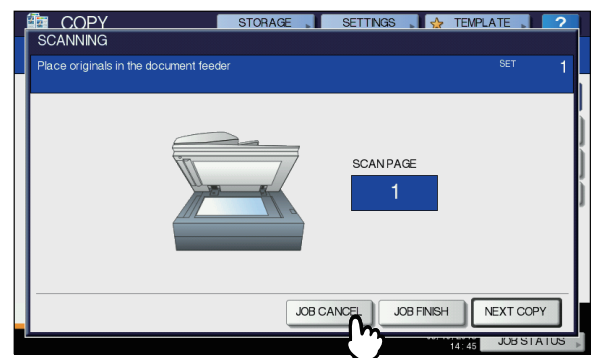 COPY STORAGE SETTINGS TEMPLATE ?
SCANNING
Place originals in the document feeder SET 1
SCAN PAGE
1
JOB CANCEL JOB FINISH NEXT COPY
14:45 JOB STATUS